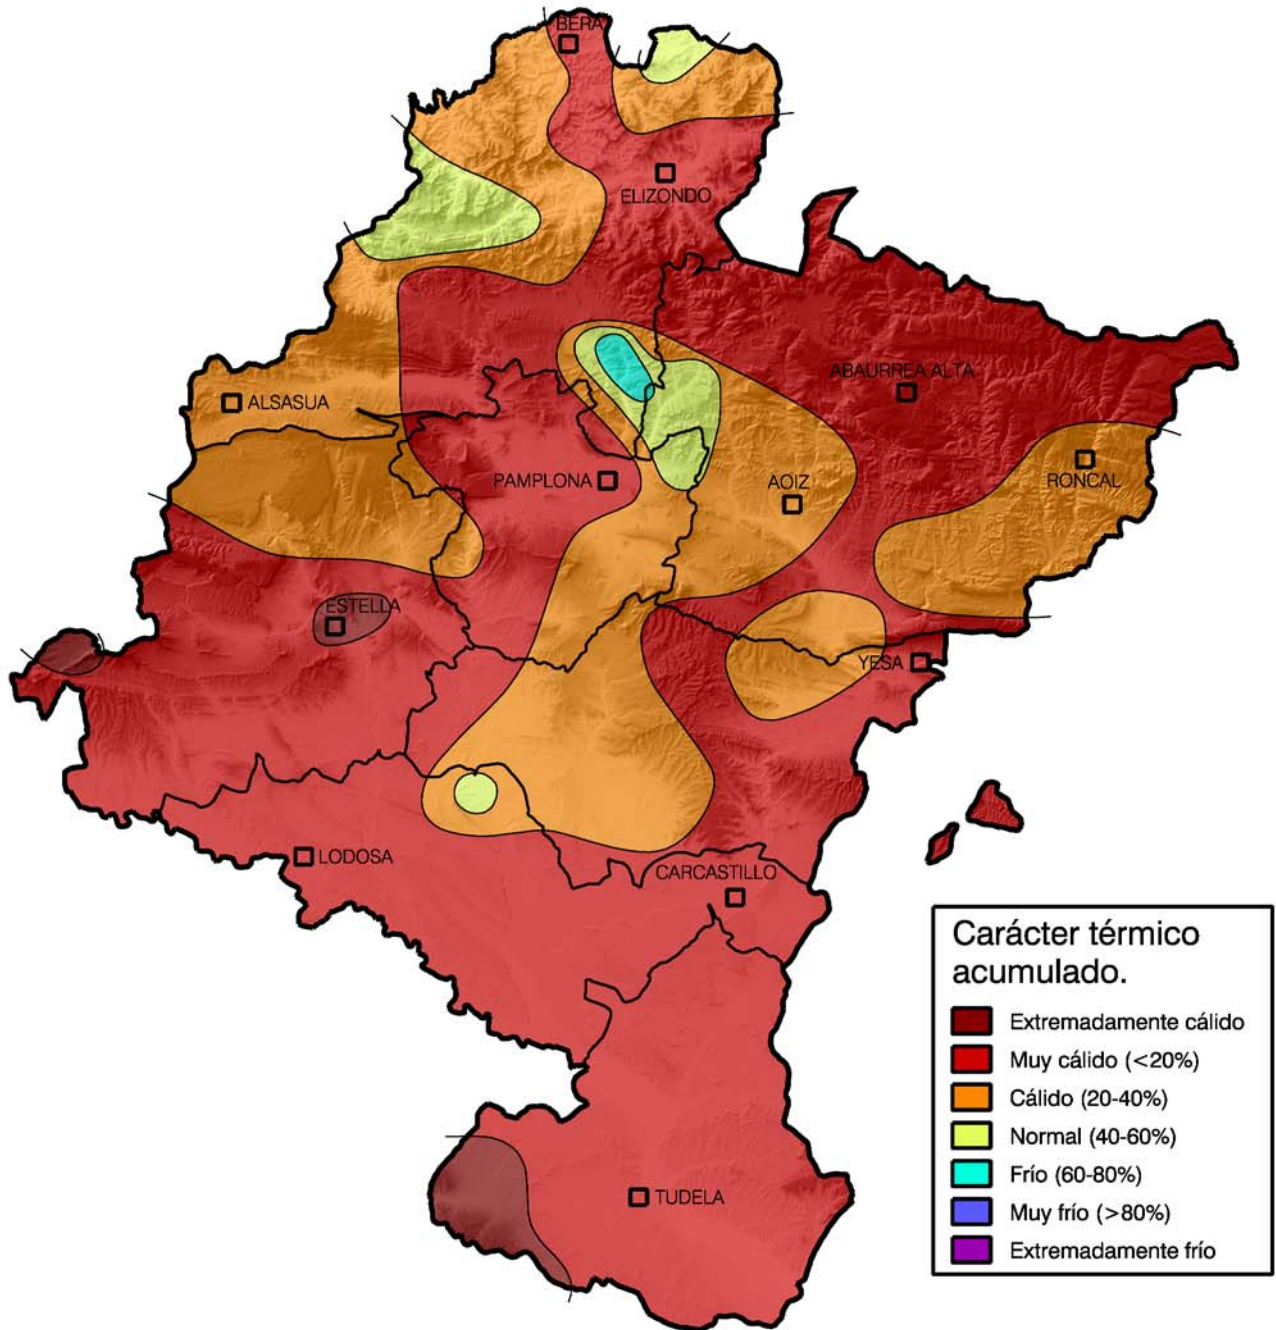 BERA
ELIZONDO
ABAURREA ALTA
ALSASUA
RONCAL
PAMPLONA
AOIZ
ESTELLA
YESA
LODOSA
CARCASTILLO
TUDELA
Carácter térmico
acumulado.
Extremadamente cálido
Muy cálido (<20%)
Cálido (20-40%)
Normal (40-60%)
Frío (60-80%)
Muy frío (>80%)
Extremadamente frío